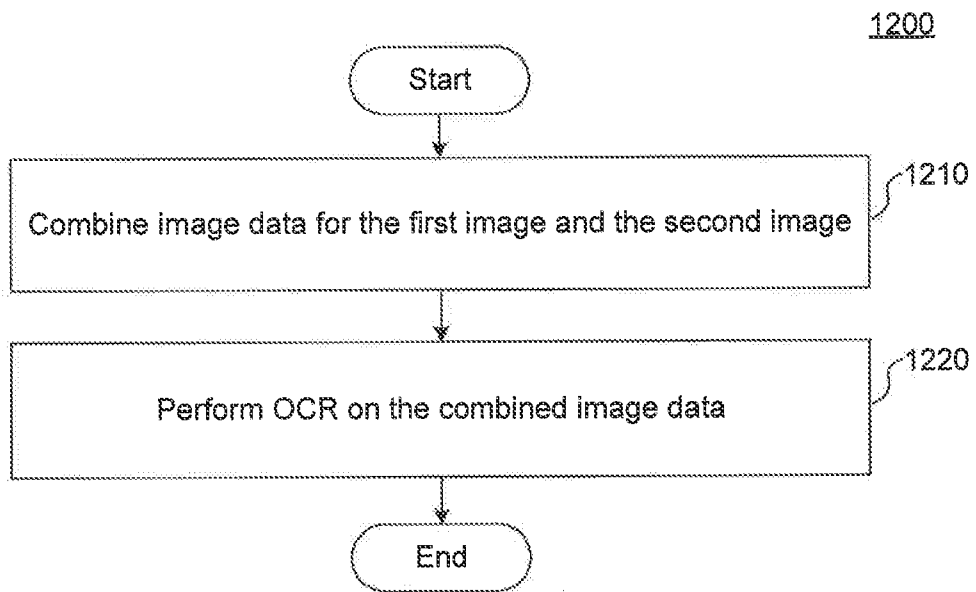 1200
Start
Combine image data for the first image and the second image
1210
Perform OCR on the combined image data
1220
End